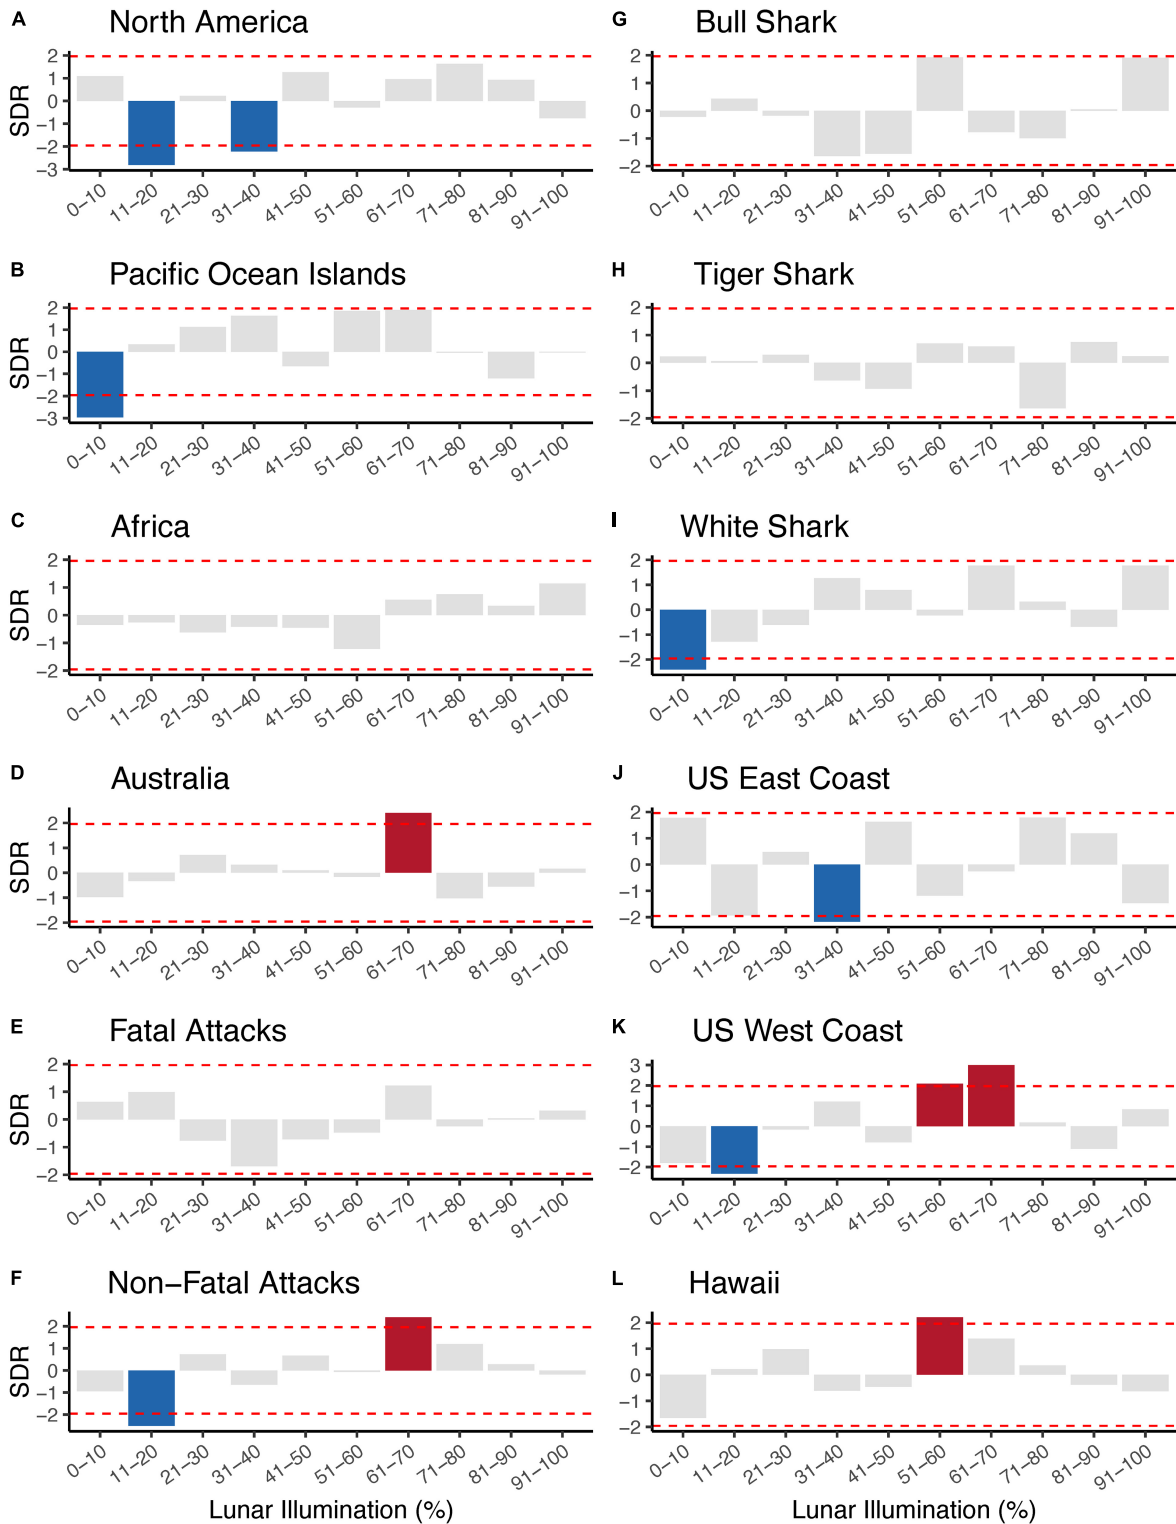 A North America
2
1
0
−1
−2
−3
SDR
0−10 11−20 21−30 31−40 41−50 51−60 61−70 71−80 81−90 91−100
B Pacific Ocean Islands
2
1
0
−1
−2
−3
SDR
0−10 11−20 21−30 31−40 41−50 51−60 61−70 71−80 81−90 91−100
C Africa
2
1
0
−1
−2
SDR
0−10 11−20 21−30 31−40 41−50 51−60 61−70 71−80 81−90 91−100
D Australia
2
1
0
−1
−2
SDR
0−10 11−20 21−30 31−40 41−50 51−60 61−70 71−80 81−90 91−100
E Fatal Attacks
2
1
0
−1
−2
SDR
0−10 11−20 21−30 31−40 41−50 51−60 61−70 71−80 81−90 91−100
F Non−Fatal Attacks
2
1
0
−1
−2
SDR
0−10 11−20 21−30 31−40 41−50 51−60 61−70 71−80 81−90 91−100
Lunar Illumination (%)
G Bull Shark
2
1
0
−1
−2
0−10 11−20 21−30 31−40 41−50 51−60 61−70 71−80 81−90 91−100
H Tiger Shark
2
1
0
−1
−2
0−10 11−20 21−30 31−40 41−50 51−60 61−70 71−80 81−90 91−100
I White Shark
2
1
0
−1
−2
0−10 11−20 21−30 31−40 41−50 51−60 61−70 71−80 81−90 91−100
J US East Coast
2
1
0
−1
−2
0−10 11−20 21−30 31−40 41−50 51−60 61−70 71−80 81−90 91−100
K US West Coast
3
2
1
0
−1
−2
0−10 11−20 21−30 31−40 41−50 51−60 61−70 71−80 81−90 91−100
L Hawaii
2
1
0
−1
−2
0−10 11−20 21−30 31−40 41−50 51−60 61−70 71−80 81−90 91−100
Lunar Illumination (%)